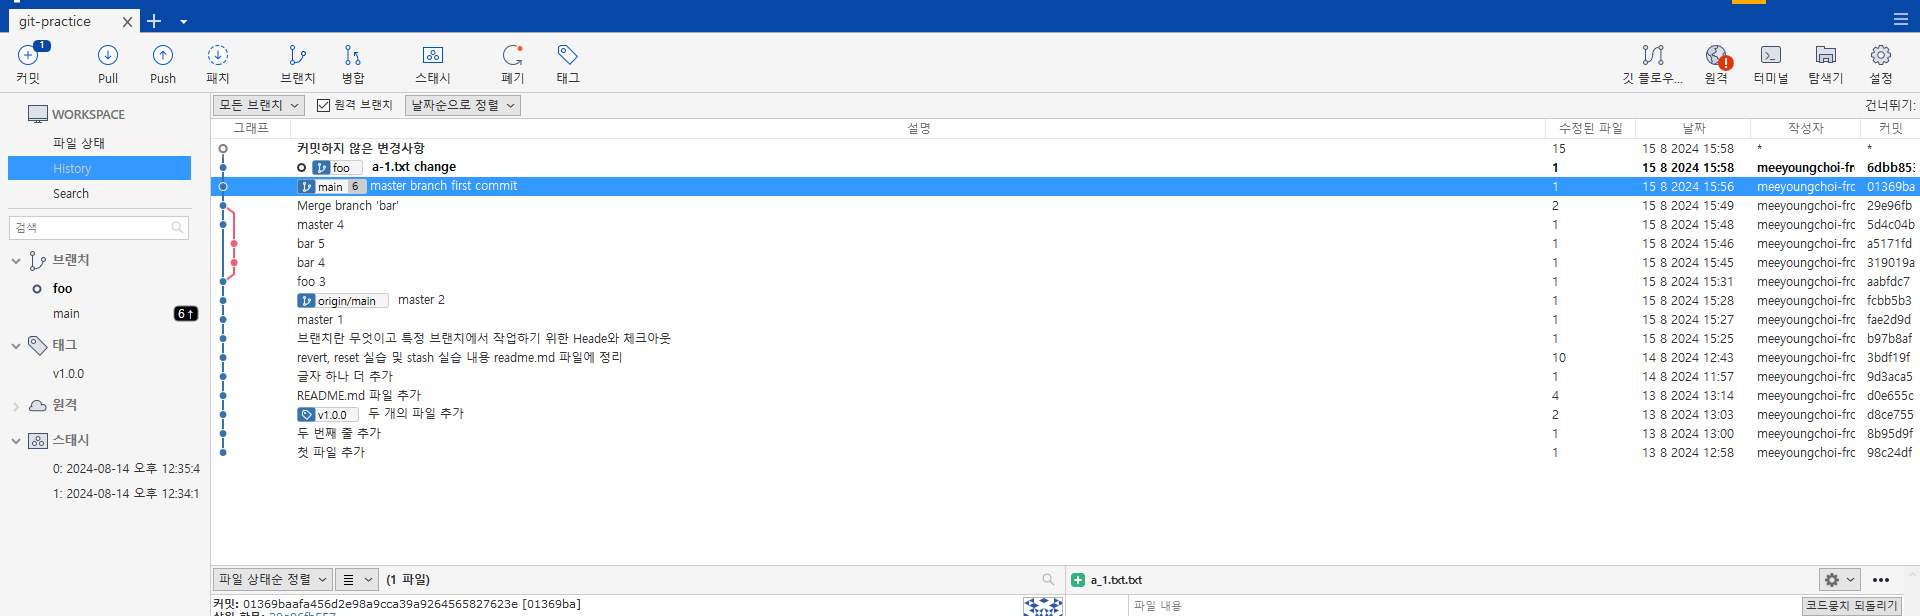 git-practice
1
커밋 Pull Push 패치 브랜치 병합 스태시 폐기 태그 깃 플로우... 원격 터미널 탐색기 설정
WORKSPACE
파일 상태
History
Search
검색
브랜치
foo
main 6↑
태그
v1.0.0
원격
스태시
0: 2024-08-14 오후 12:35:4
1: 2024-08-14 오후 12:34:1
모든 브랜치 원격 브랜치 날짜순으로 정렬 건너뛰기:
그래프 설명 수정된 파일 날짜 작성자 커밋
커밋하지 않은 변경사항 15 15 8 2024 15:58 * *
foo a-1.txt change 1 15 8 2024 15:58 meeyoungchoi-frc 6dbb853
main 6 master branch first commit 1 15 8 2024 15:56 meeyoungchoi-frc 01369ba
Merge branch 'bar' 2 15 8 2024 15:49 meeyoungchoi-frc 29e96fb
master 4 1 15 8 2024 15:48 meeyoungchoi-frc 5d4c04b
bar 5 1 15 8 2024 15:46 meeyoungchoi-frc a5171fd
bar 4 1 15 8 2024 15:45 meeyoungchoi-frc 319019a
foo 3 1 15 8 2024 15:31 meeyoungchoi-frc aabfdc7
origin/main master 2 1 15 8 2024 15:28 meeyoungchoi-frc fcbb5b3
master 1 1 15 8 2024 15:27 meeyoungchoi-frc fae2d9d
브랜치란 무엇이고 특정 브랜치에서 작업하기 위한 Heade와 체크아웃 1 15 8 2024 15:25 meeyoungchoi-frc b97b8af
revert, reset 실습 및 stash 실습 내용 readme.md 파일에 정리 10 14 8 2024 12:43 meeyoungchoi-frc 3bdf19f
글자 하나 더 추가 1 14 8 2024 11:57 meeyoungchoi-frc 9d3aca5
README.md 파일 추가 4 13 8 2024 13:14 meeyoungchoi-frc d0e655c
v1.0.0 두 개의 파일 추가 2 13 8 2024 13:03 meeyoungchoi-frc d8ce755
두 번째 줄 추가 1 13 8 2024 13:00 meeyoungchoi-frc 8b95d9f
첫 파일 추가 1 13 8 2024 12:58 meeyoungchoi-frc 98c24df
파일 상태순 정렬 (1 파일)
커밋: 01369baafa456d2e98a9cca39a9264565827623e [01369ba]
a_1.txt.txt
파일 내용 코드뭉치 되돌리기